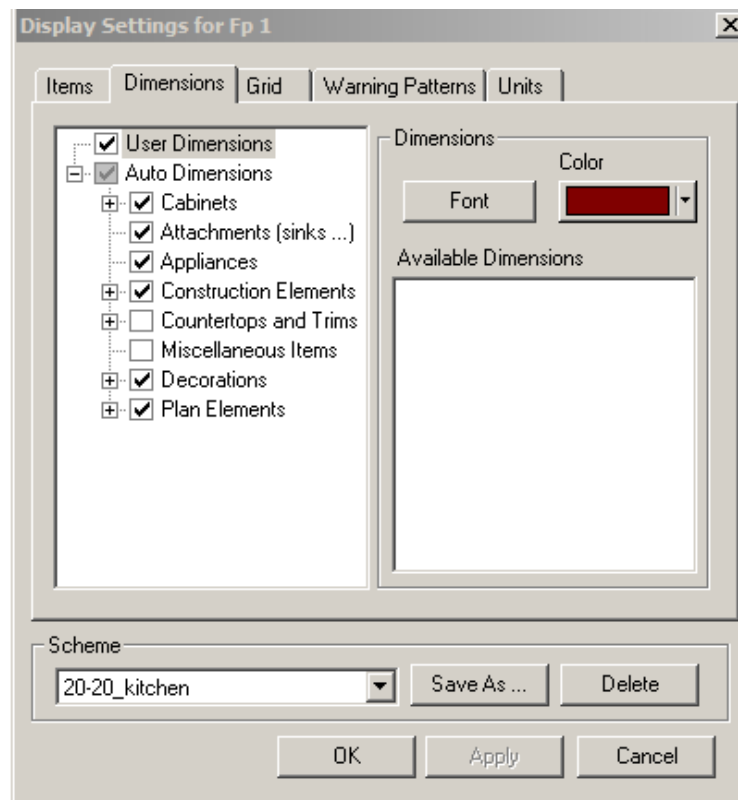 Display Settings for Fp 1
Items Dimensions Grid Warning Patterns Units
User Dimensions
Auto Dimensions
Cabinets
Attachments (sinks ...)
Appliances
Construction Elements
Countertops and Trims
Miscellaneous Items
Decorations
Plan Elements
Dimensions
Color
Font
Available Dimensions
Scheme
20-20_kitchen
Save As ...
Delete
OK
Apply
Cancel